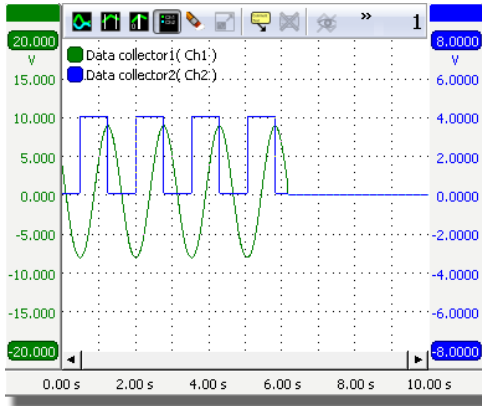 1
20.000 8.0000
V V
Data collector1( Ch1 )
Data collector2( Ch2 )
15.000 6.0000
10.000 4.0000
5.000 2.0000
0.000 0.0000
-5.000 -2.0000
-10.000 -4.0000
-15.000 -6.0000
-20.000 -8.0000
0.00 s 2.00 s 4.00 s 6.00 s 8.00 s 10.00 s